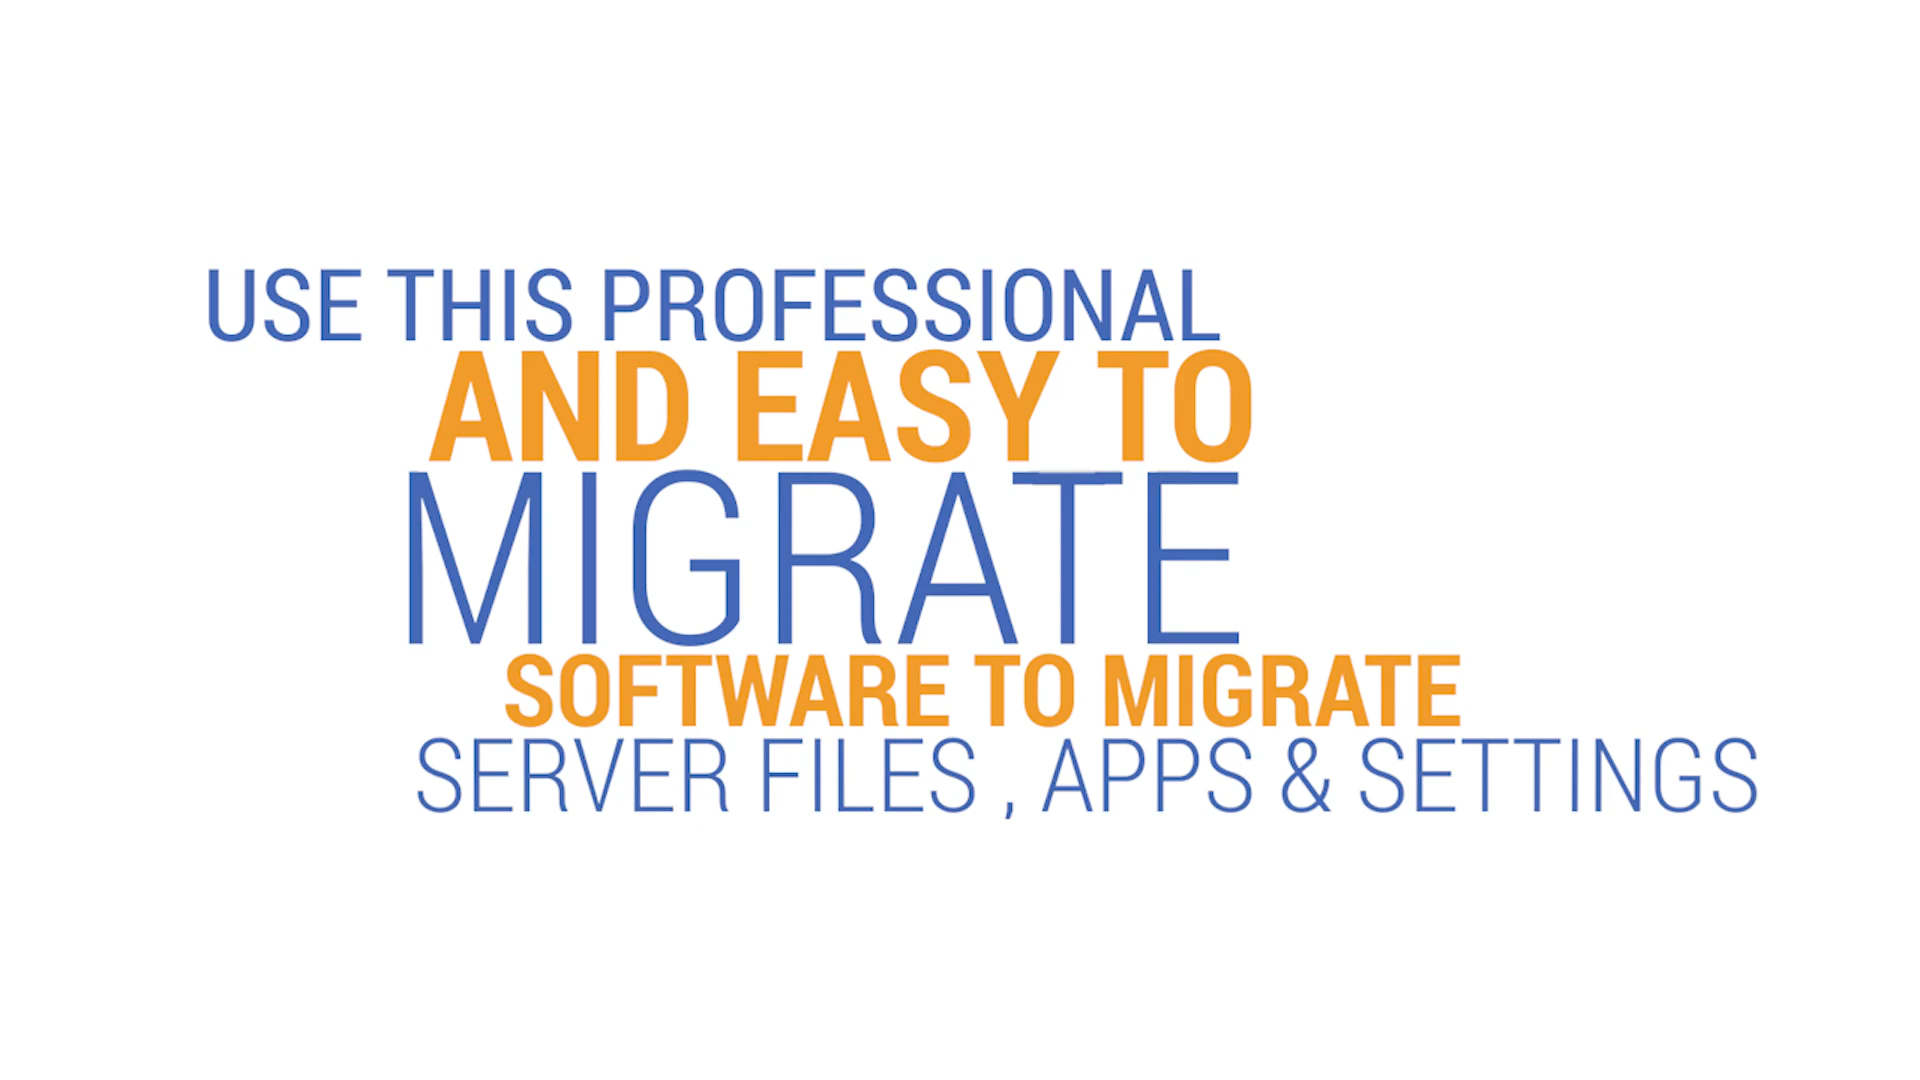 USE THIS PROFESSIONAL
AND EASY TO
MIGRATE
SOFTWARE TO MIGRATE
SERVER FILES , APPS & SETTINGS